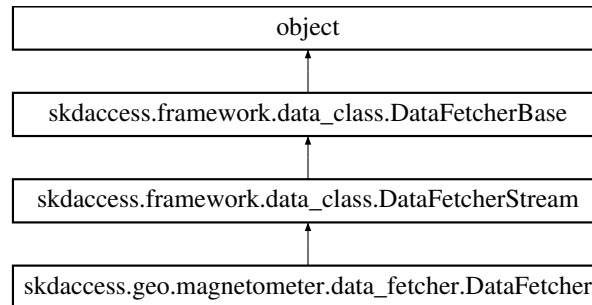 object
skdaccess.framework.data_class.DataFetcherBase
skdaccess.framework.data_class.DataFetcherStream
skdaccess.geo.magnetometer.data_fetcher.DataFetcher